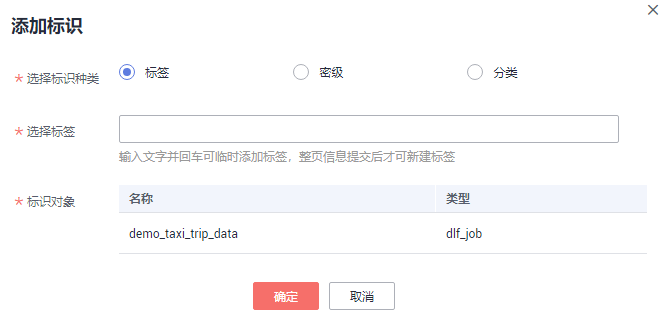 添加标识
* 选择标识种类 标签 密级 分类
* 选择标签
输入文字并回车可临时添加标签，整页信息提交后才可新建标签
* 标识对象 名称 类型
demo_taxi_trip_data dlf_job
确定 取消